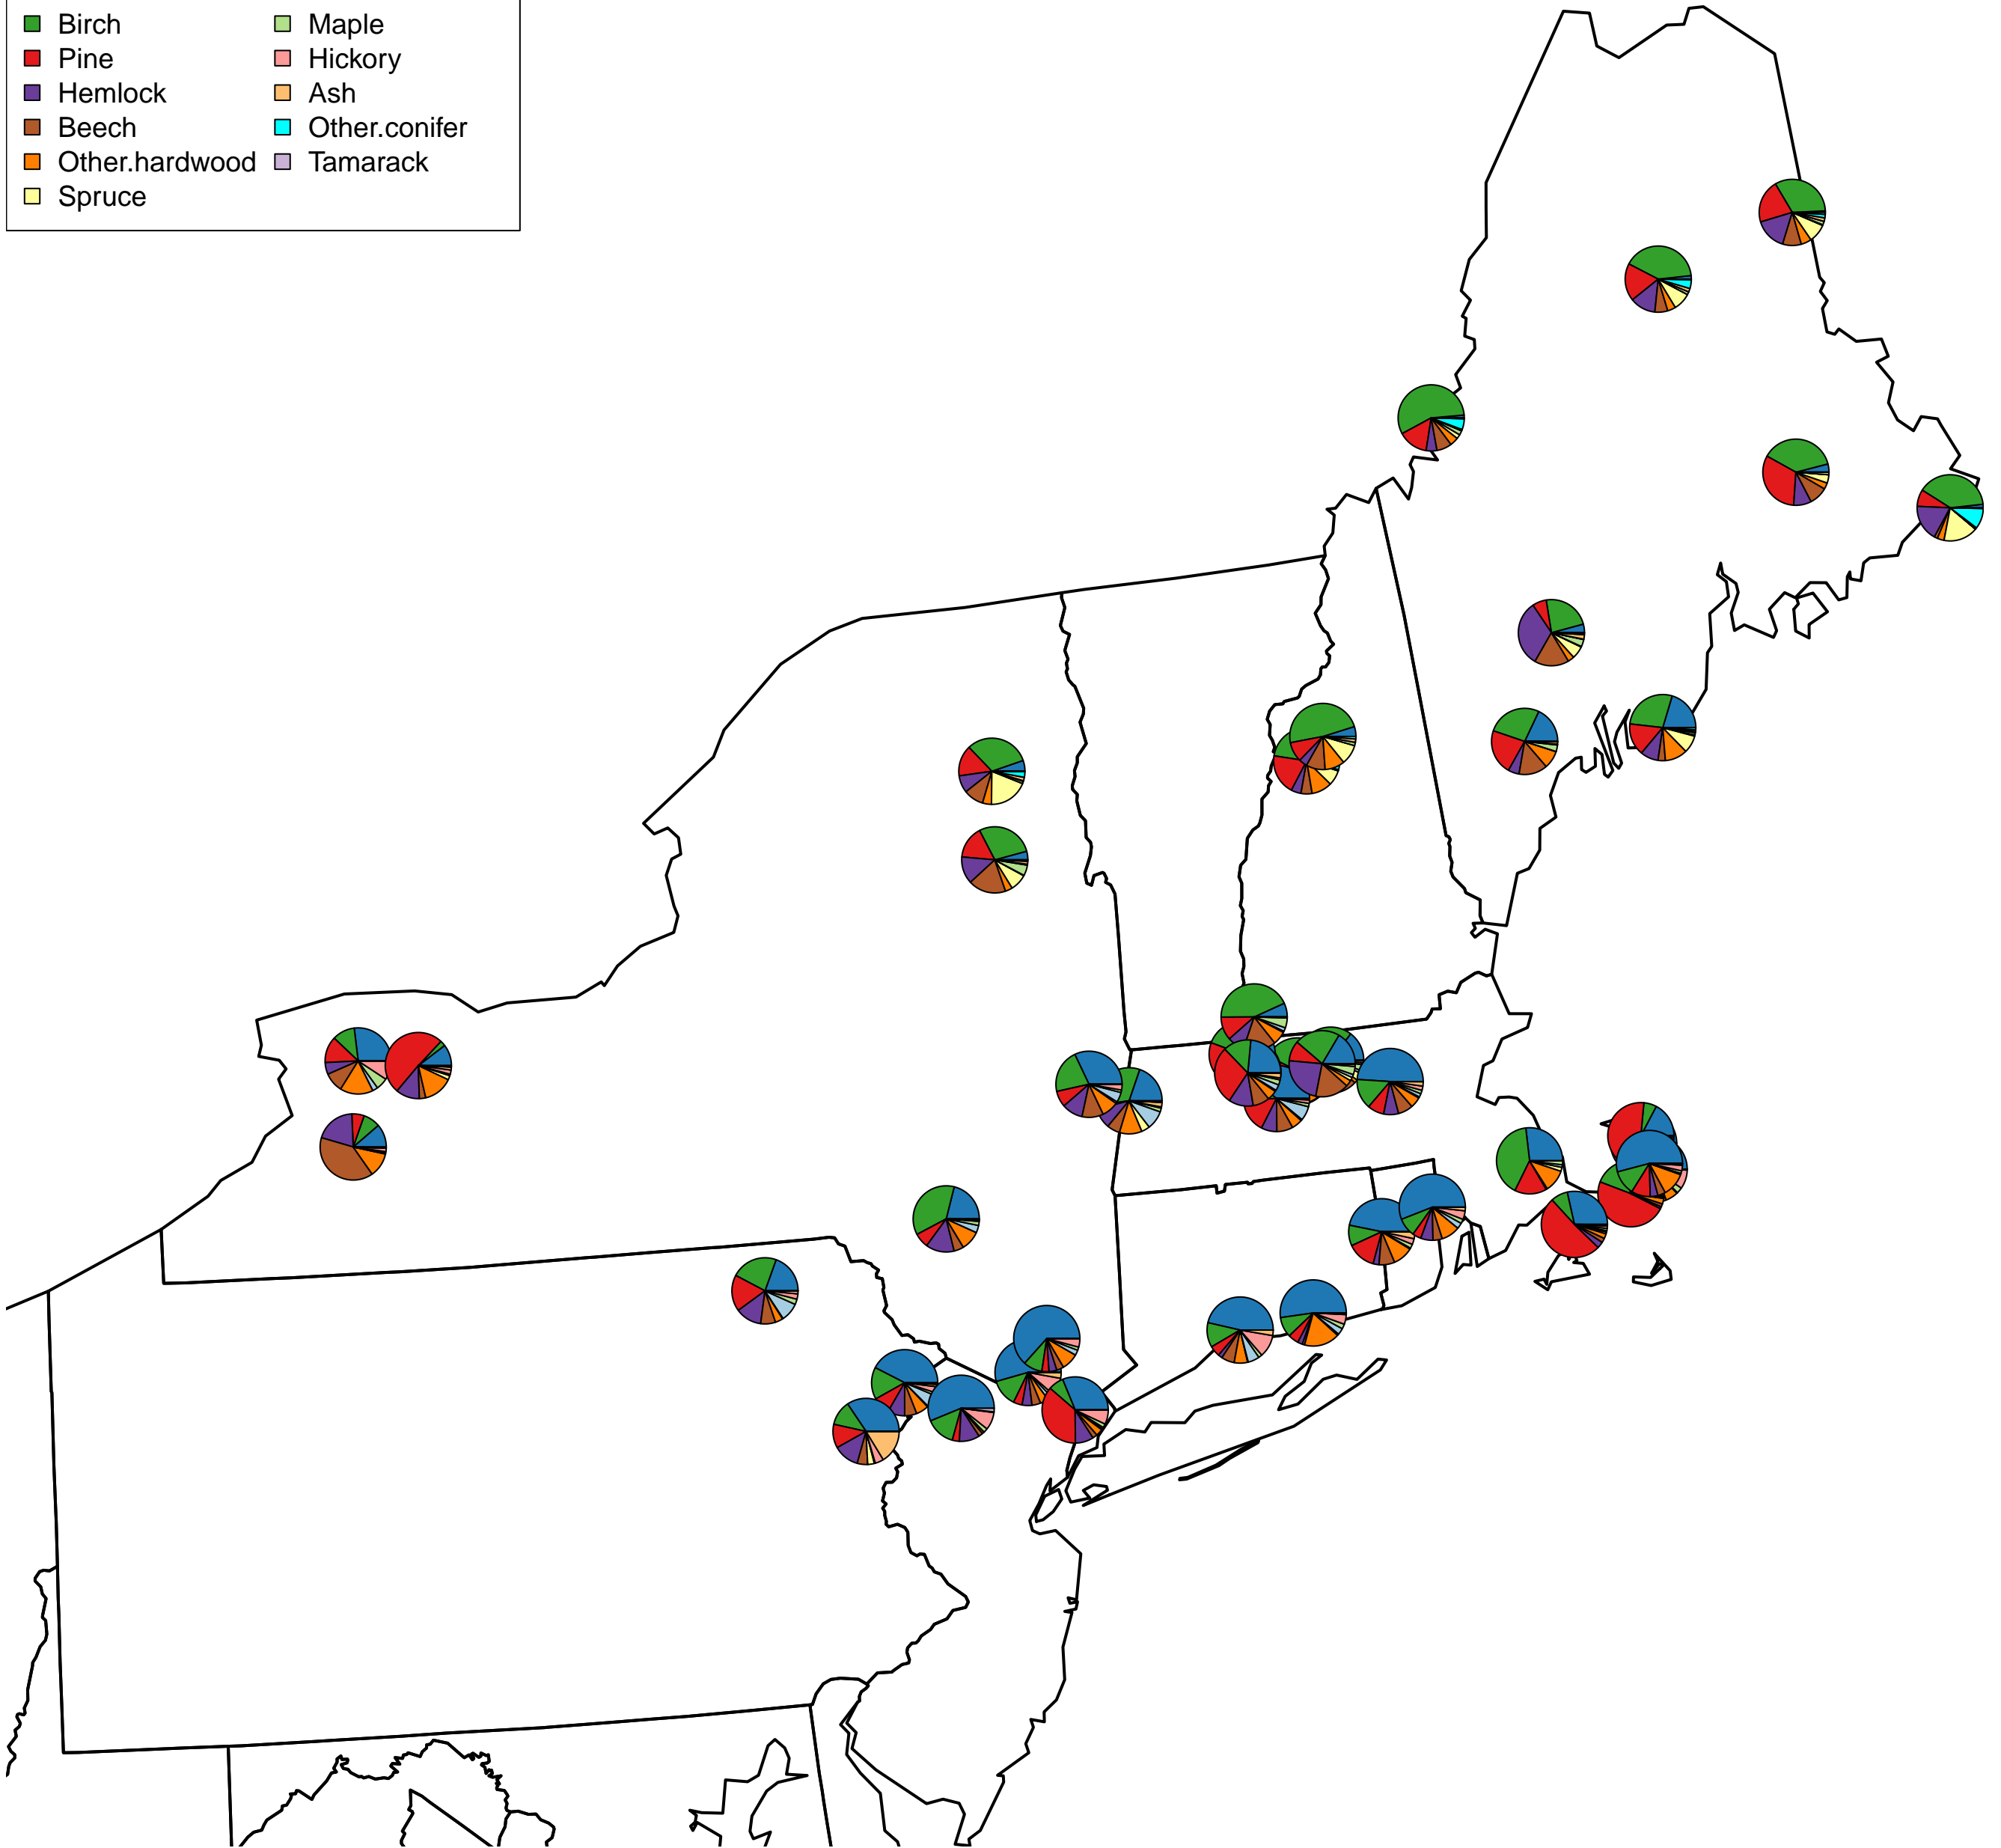 Birch
Pine
Hemlock
Beech
Other.hardwood
Spruce
Maple
Hickory
Ash
Other.conifer
Tamarack